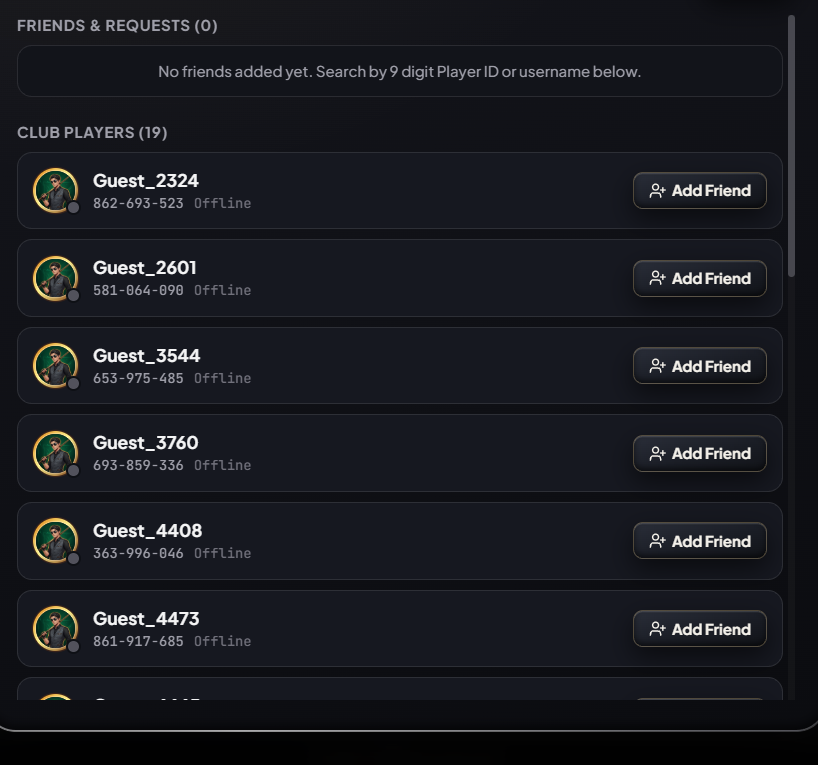 FRIENDS & REQUESTS (0)
No friends added yet. Search by 9 digit Player ID or username below.
CLUB PLAYERS (19)
Guest_2324
862-693-523 Offline
Add Friend
Guest_2601
581-064-090 Offline
Add Friend
Guest_3544
653-975-485 Offline
Add Friend
Guest_3760
693-859-336 Offline
Add Friend
Guest_4408
363-996-046 Offline
Add Friend
Guest_4473
861-917-685 Offline
Add Friend